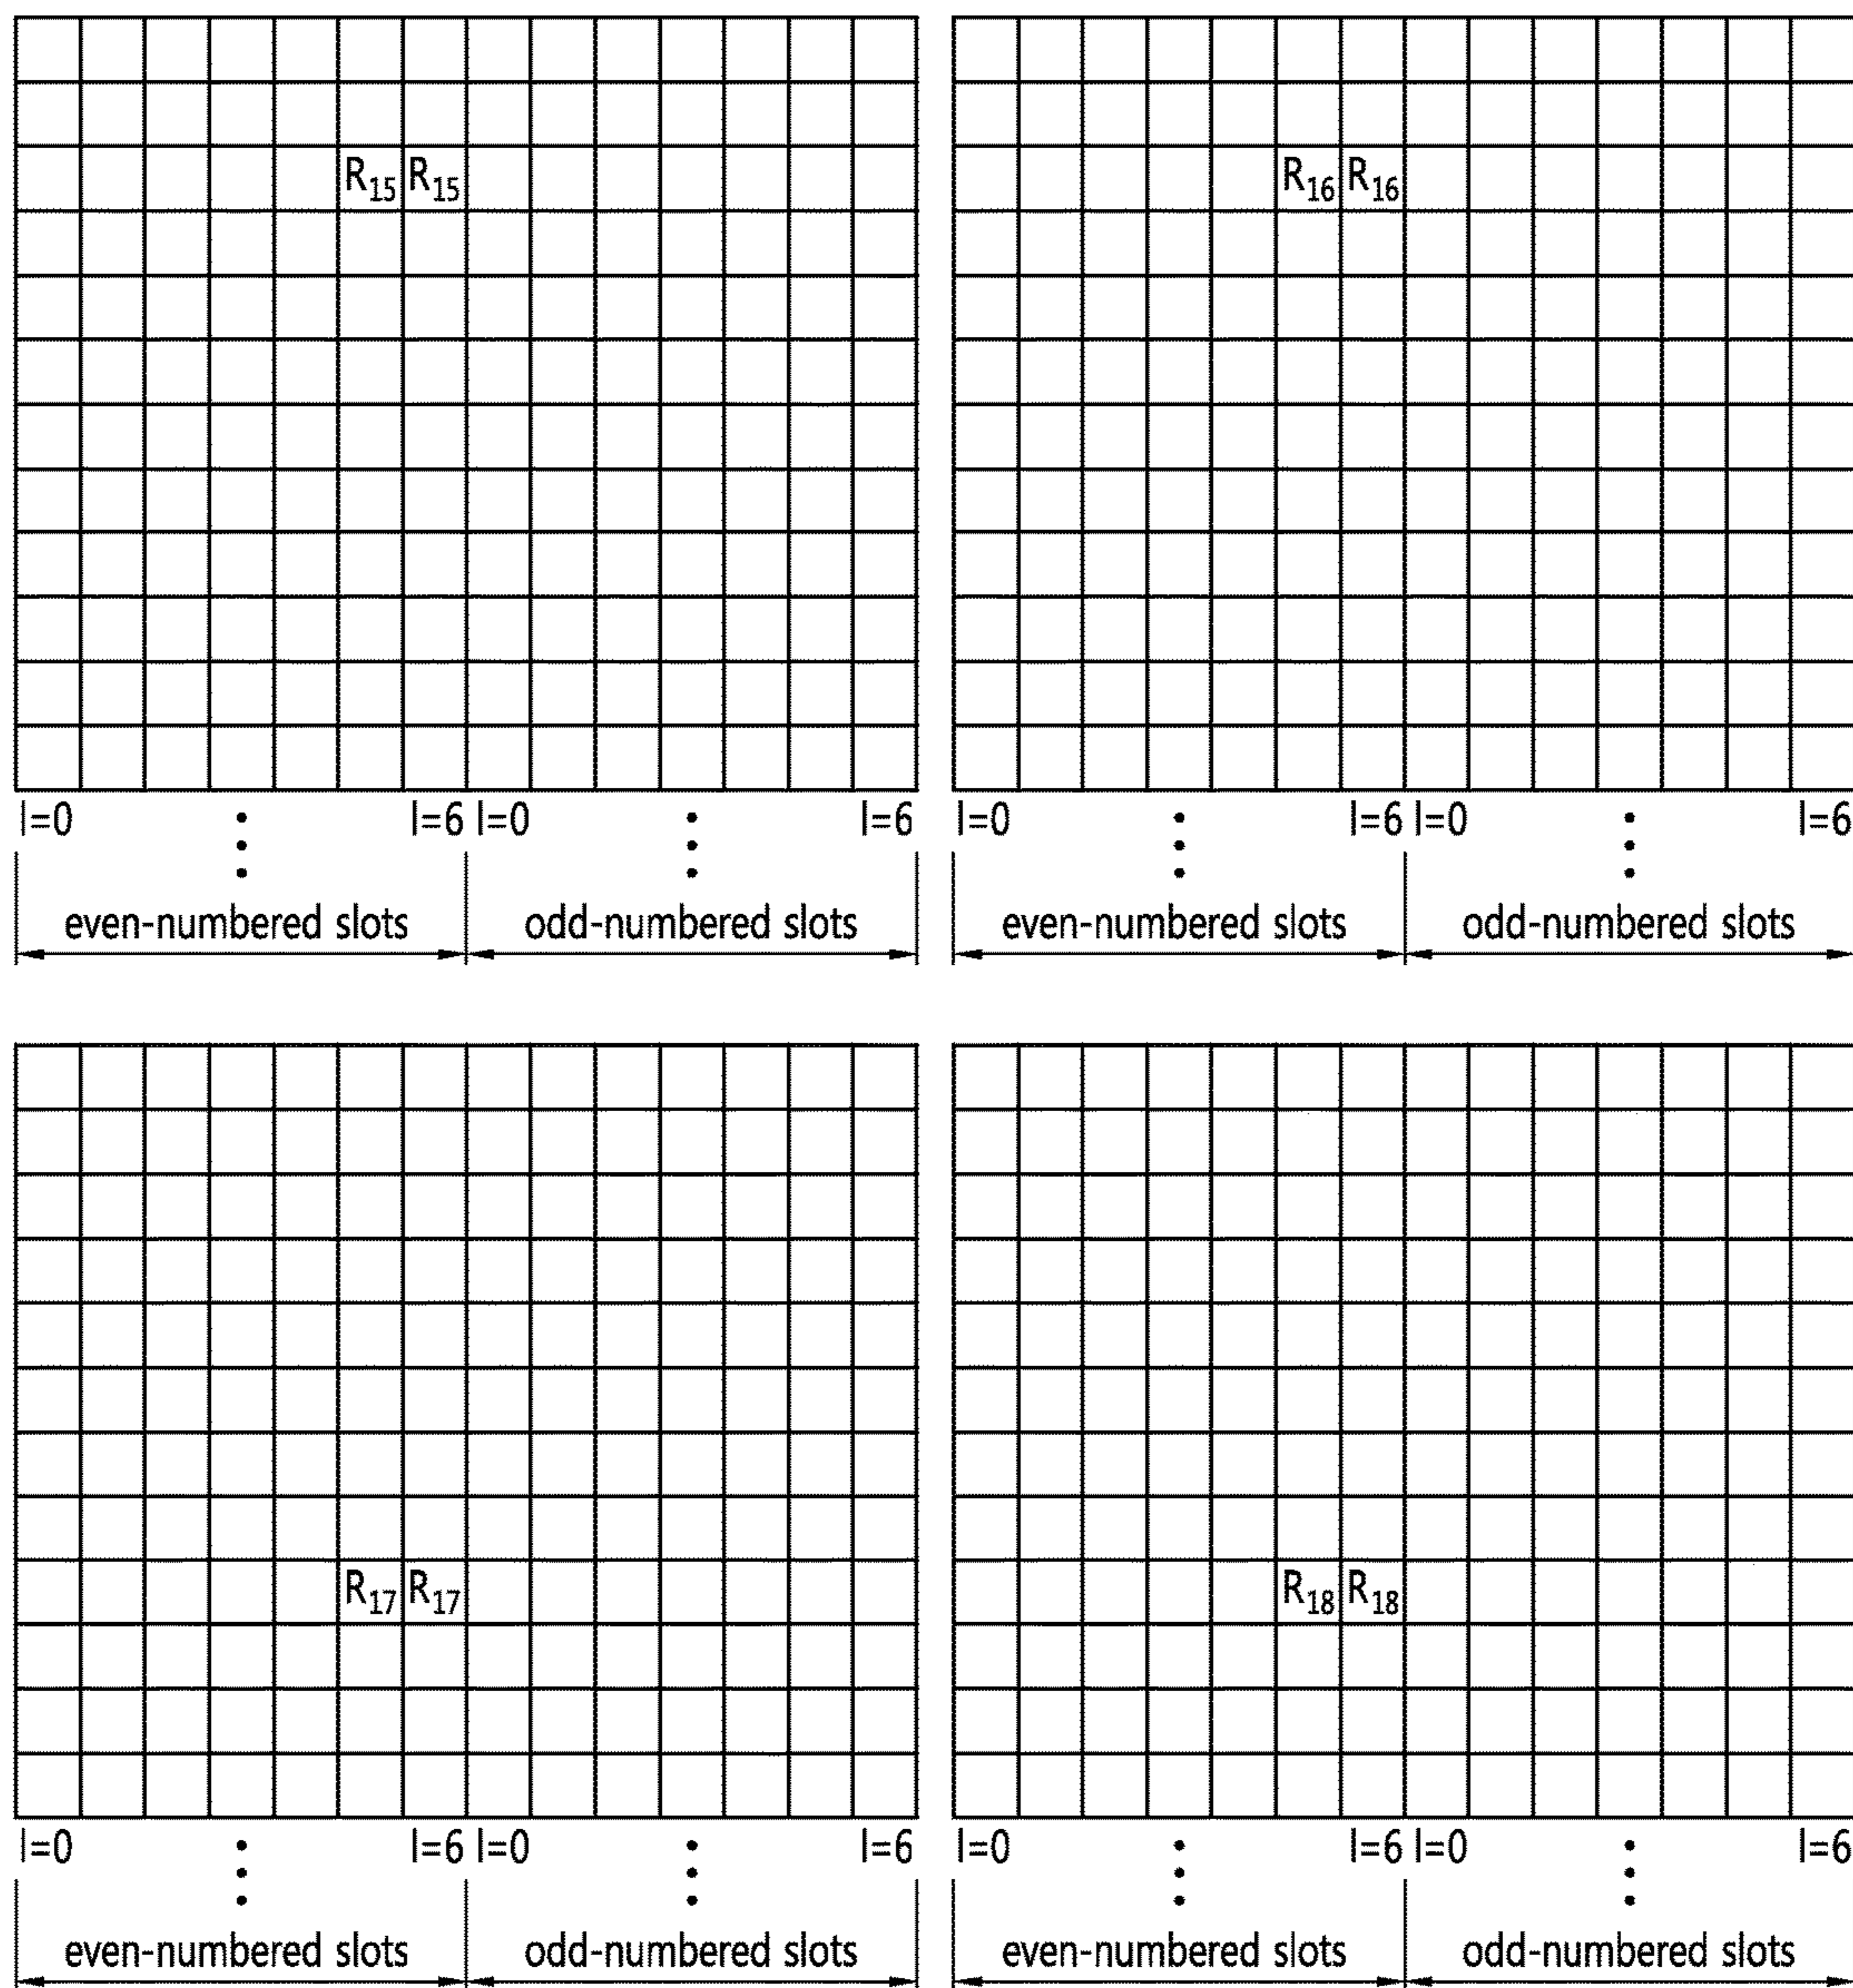 R₁₅ R₁₅
R₁₆ R₁₆
l=0 l=6 l=0 l=6
l=0 l=6 l=0 l=6
even-numbered slots odd-numbered slots
even-numbered slots odd-numbered slots
R₁₇ R₁₇
R₁₈ R₁₈
l=0 l=6 l=0 l=6
l=0 l=6 l=0 l=6
even-numbered slots odd-numbered slots
even-numbered slots odd-numbered slots